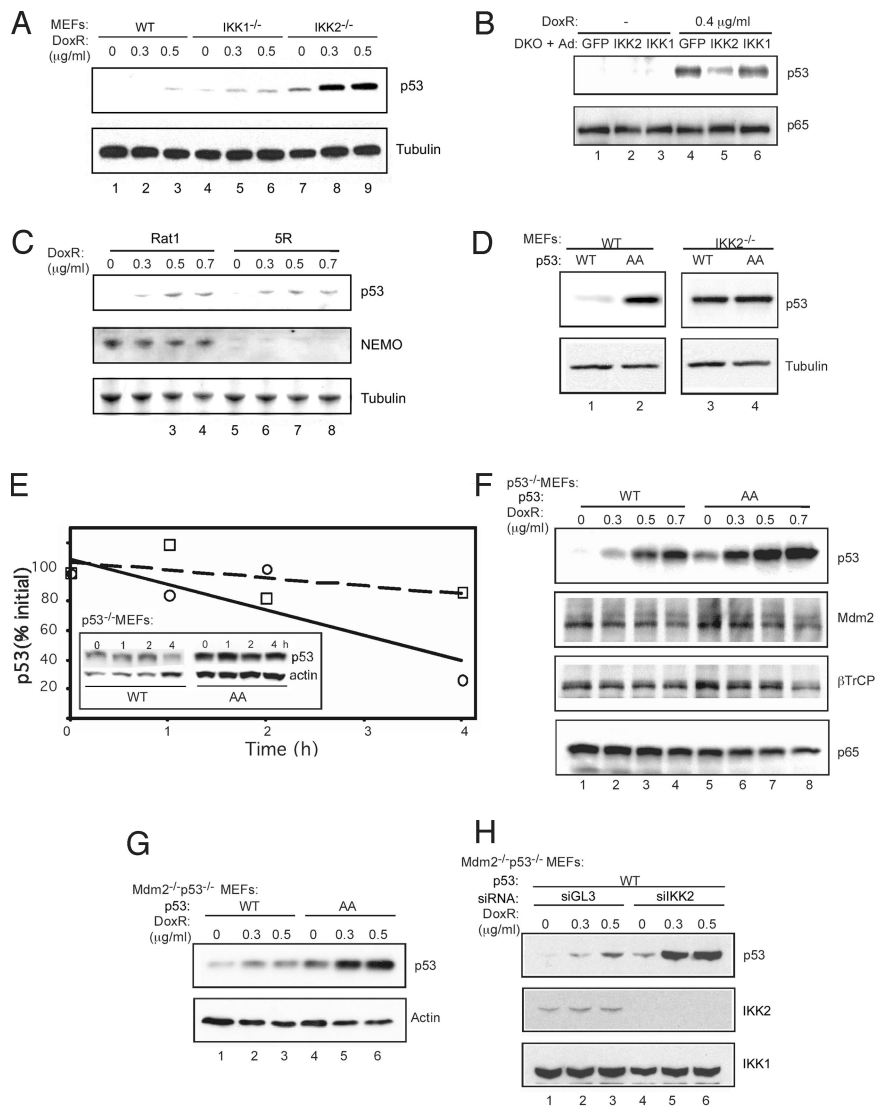 A
MEFs: WT IKK1-/- IKK2-/-
DoxR: 0 0.3 0.5 0 0.3 0.5 0 0.3 0.5
(μg/ml)
p53
Tubulin
1 2 3 4 5 6 7 8 9
B
DoxR: - 0.4 μg/ml
DKO + Ad: GFP IKK2 IKK1 GFP IKK2 IKK1
p53
p65
1 2 3 4 5 6
C
Rat1 5R
DoxR: 0 0.3 0.5 0.7 0 0.3 0.5 0.7
(μg/ml)
p53
NEMO
Tubulin
3 4 5 6 7 8
D
MEFs: WT IKK2-/-
p53: WT AA WT AA
p53
Tubulin
1 2 3 4
E
p53(% initial)
100
80
60
40
20
p53-/-MEFs:
0 1 2 4 0 1 2 4 h
p53
actin
WT AA
0 1 2 3 4
Time (h)
F
p53-/-MEFs:
p53: WT AA
DoxR: 0 0.3 0.5 0.7 0 0.3 0.5 0.7
(μg/ml)
p53
Mdm2
βTrCP
p65
1 2 3 4 5 6 7 8
G
Mdm2-/-p53-/- MEFs:
p53: WT AA
DoxR: 0 0.3 0.5 0 0.3 0.5
(μg/ml)
p53
Actin
1 2 3 4 5 6
H
Mdm2-/-p53-/- MEFs:
p53: WT
siRNA: siGL3 siIKK2
DoxR: 0 0.3 0.5 0 0.3 0.5
(μg/ml)
p53
IKK2
IKK1
1 2 3 4 5 6